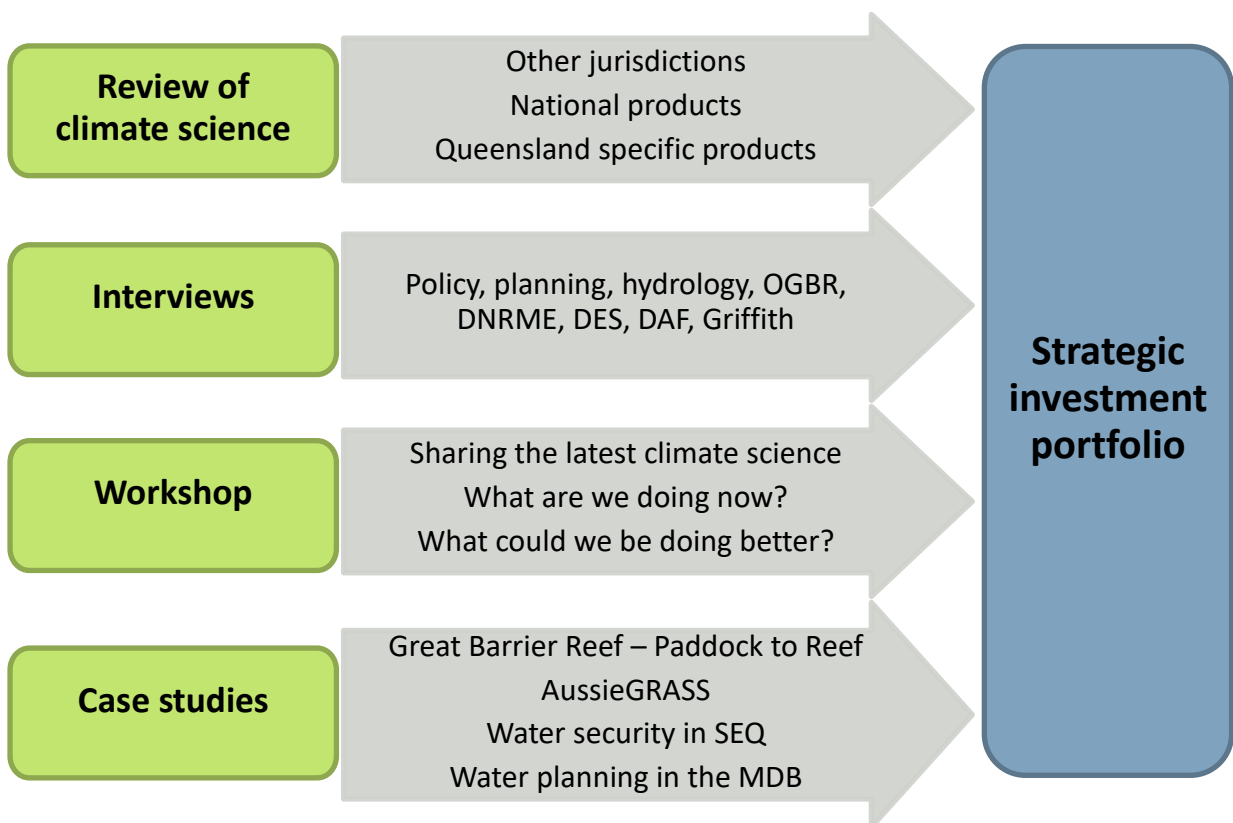 Review of
climate science
Other jurisdictions
National products
Queensland specific products
Interviews
Policy, planning, hydrology, OGBR,
DNRME, DES, DAF, Griffith
Workshop
Sharing the latest climate science
What are we doing now?
What could we be doing better?
Case studies
Great Barrier Reef – Paddock to Reef
AussieGRASS
Water security in SEQ
Water planning in the MDB
Strategic
investment
portfolio